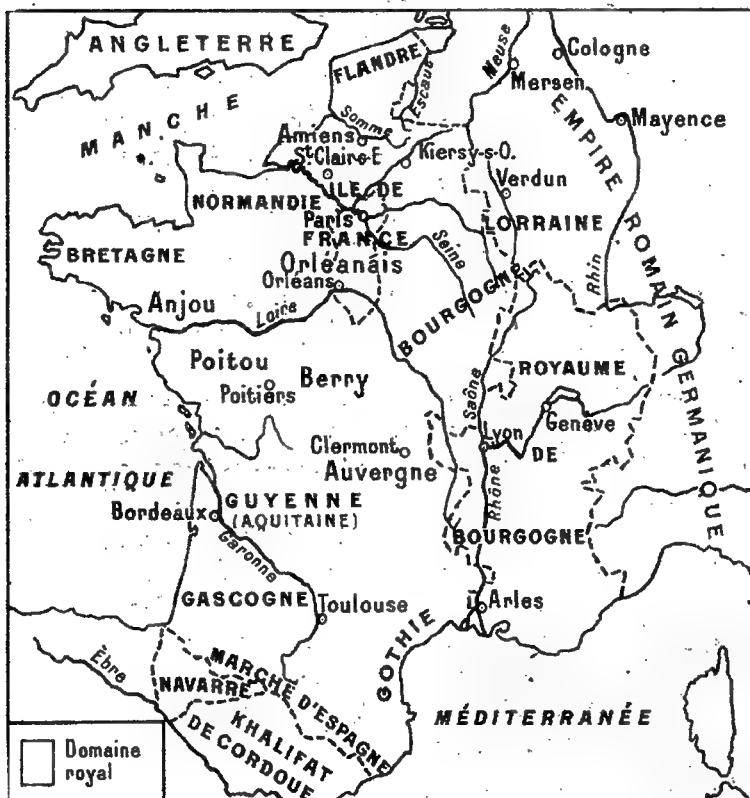 ANGLETERRE
MANCHE
FLANDRE
Escaut
Neuse
Cologne
Mersen
Mayence
EMPIRE ROMAIN GERMANIQUE
Somme
Amiens
St Claire-E
Kiersy-s-O.
Verdun
NORMANDIE
ILE DE
FRANCE
Paris
ORRAINE
BRETAGNE
Seine
Orléanais
Orléans
Rhin
Anjou
Loire
BOURGOGNE
Poitou
Poitiers
Berry
Saône
ROYAUME
DE
BOURGOGNE
OCÉAN
ATLANTIQUE
Genève
Lyon
Clermont
Auvergne
Rhône
GUYENNE
(AQUITAINE)
Bordeaux
Garonne
GASCOGNE
Toulouse
Arles
GOTHIE
Èbre
NAVARRE
MARCHE D'ESPAGNE
KHALIFAT
DE CORDOUE
MÉDITERRANÉE
Domaine
royal